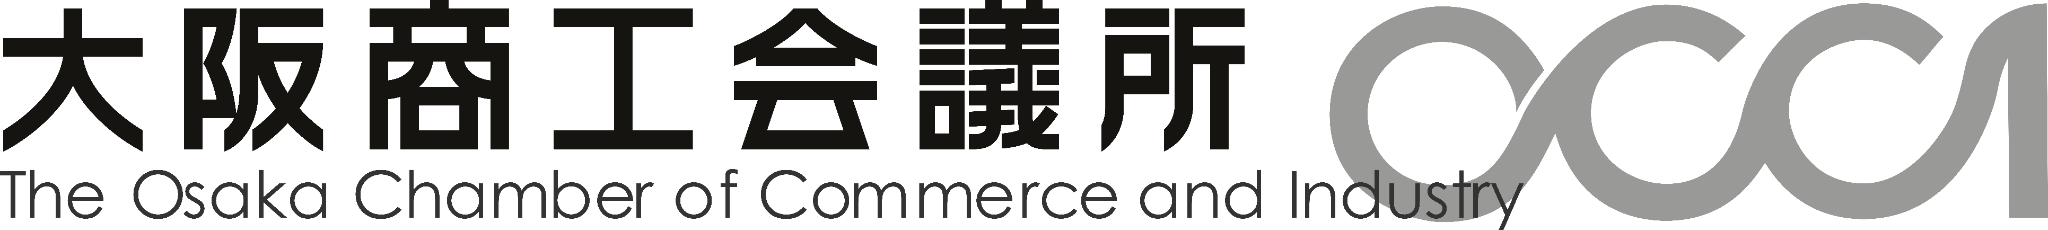 大阪商工会議所 OCCI
The Osaka Chamber of Commerce and Industry